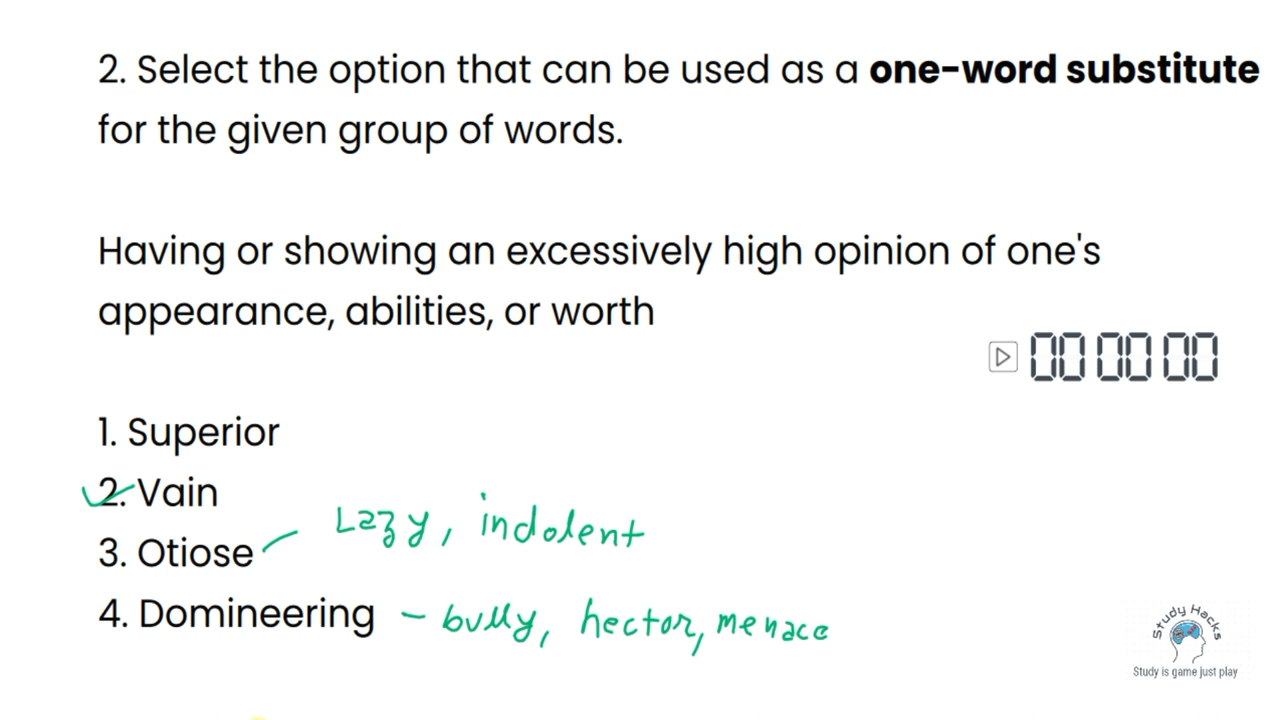 2. Select the option that can be used as a one-word substitute
for the given group of words.
Having or showing an excessively high opinion of one's
appearance, abilities, or worth
00 00 00
1. Superior
2. Vain
Lazy, indolent
3. Otiose
4. Domineering - bully, hector, menace
Study Hacks
Study is game just play